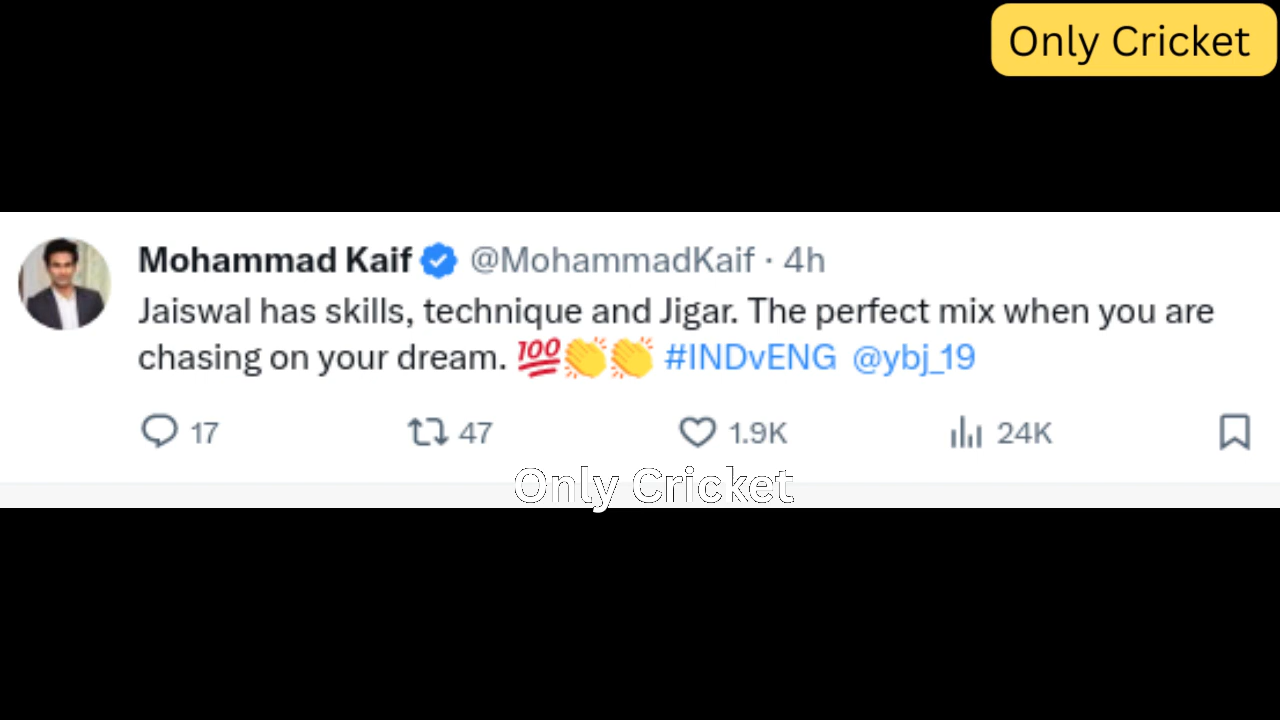 Only Cricket
Mohammad Kaif @MohammadKaif · 4h
Jaiswal has skills, technique and Jigar. The perfect mix when you are
chasing on your dream. 💯👏👏 #INDvENG @ybj_19
17 47 1.9K 24K
Only Cricket